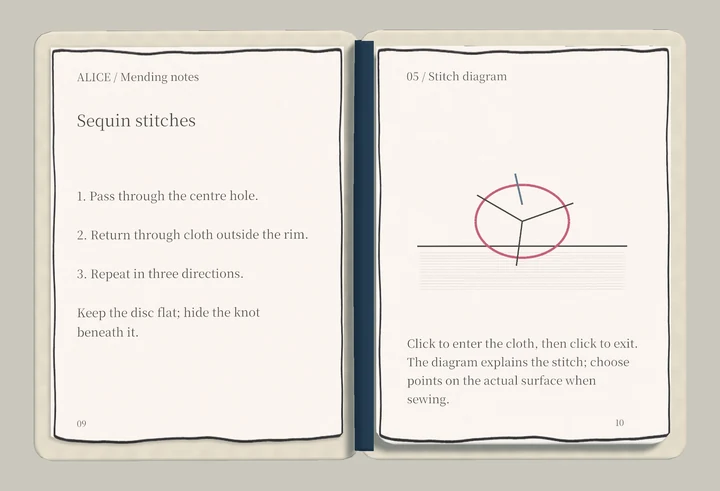 ALICE / Mending notes
Sequin stitches
1. Pass through the centre hole.
2. Return through cloth outside the rim.
3. Repeat in three directions.
Keep the disc flat; hide the knot
beneath it.
09
05 / Stitch diagram
Click to enter the cloth, then click to exit.
The diagram explains the stitch; choose
points on the actual surface when
sewing.
10